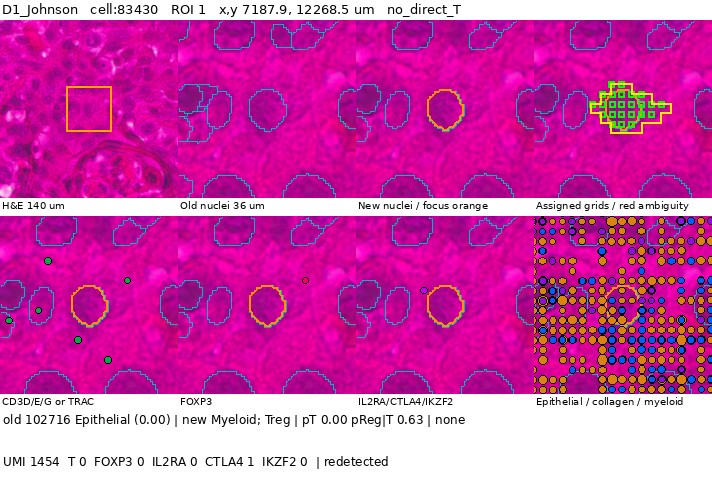 D1_Johnson cell:83430 ROI 1 x,y 7187.9, 12268.5 um no_direct_T
H&E 140 um
Old nuclei 36 um
New nuclei / focus orange
Assigned grids / red ambiguity
CD3D/E/G or TRAC
FOXP3
IL2RA/CTLA4/IKZF2
Epithelial / collagen / myeloid
old 102716 Epithelial (0.00) | new Myeloid; Treg | pT 0.00 pReg|T 0.63 | none
UMI 1454 T 0 FOXP3 0 IL2RA 0 CTLA4 1 IKZF2 0 | redetected